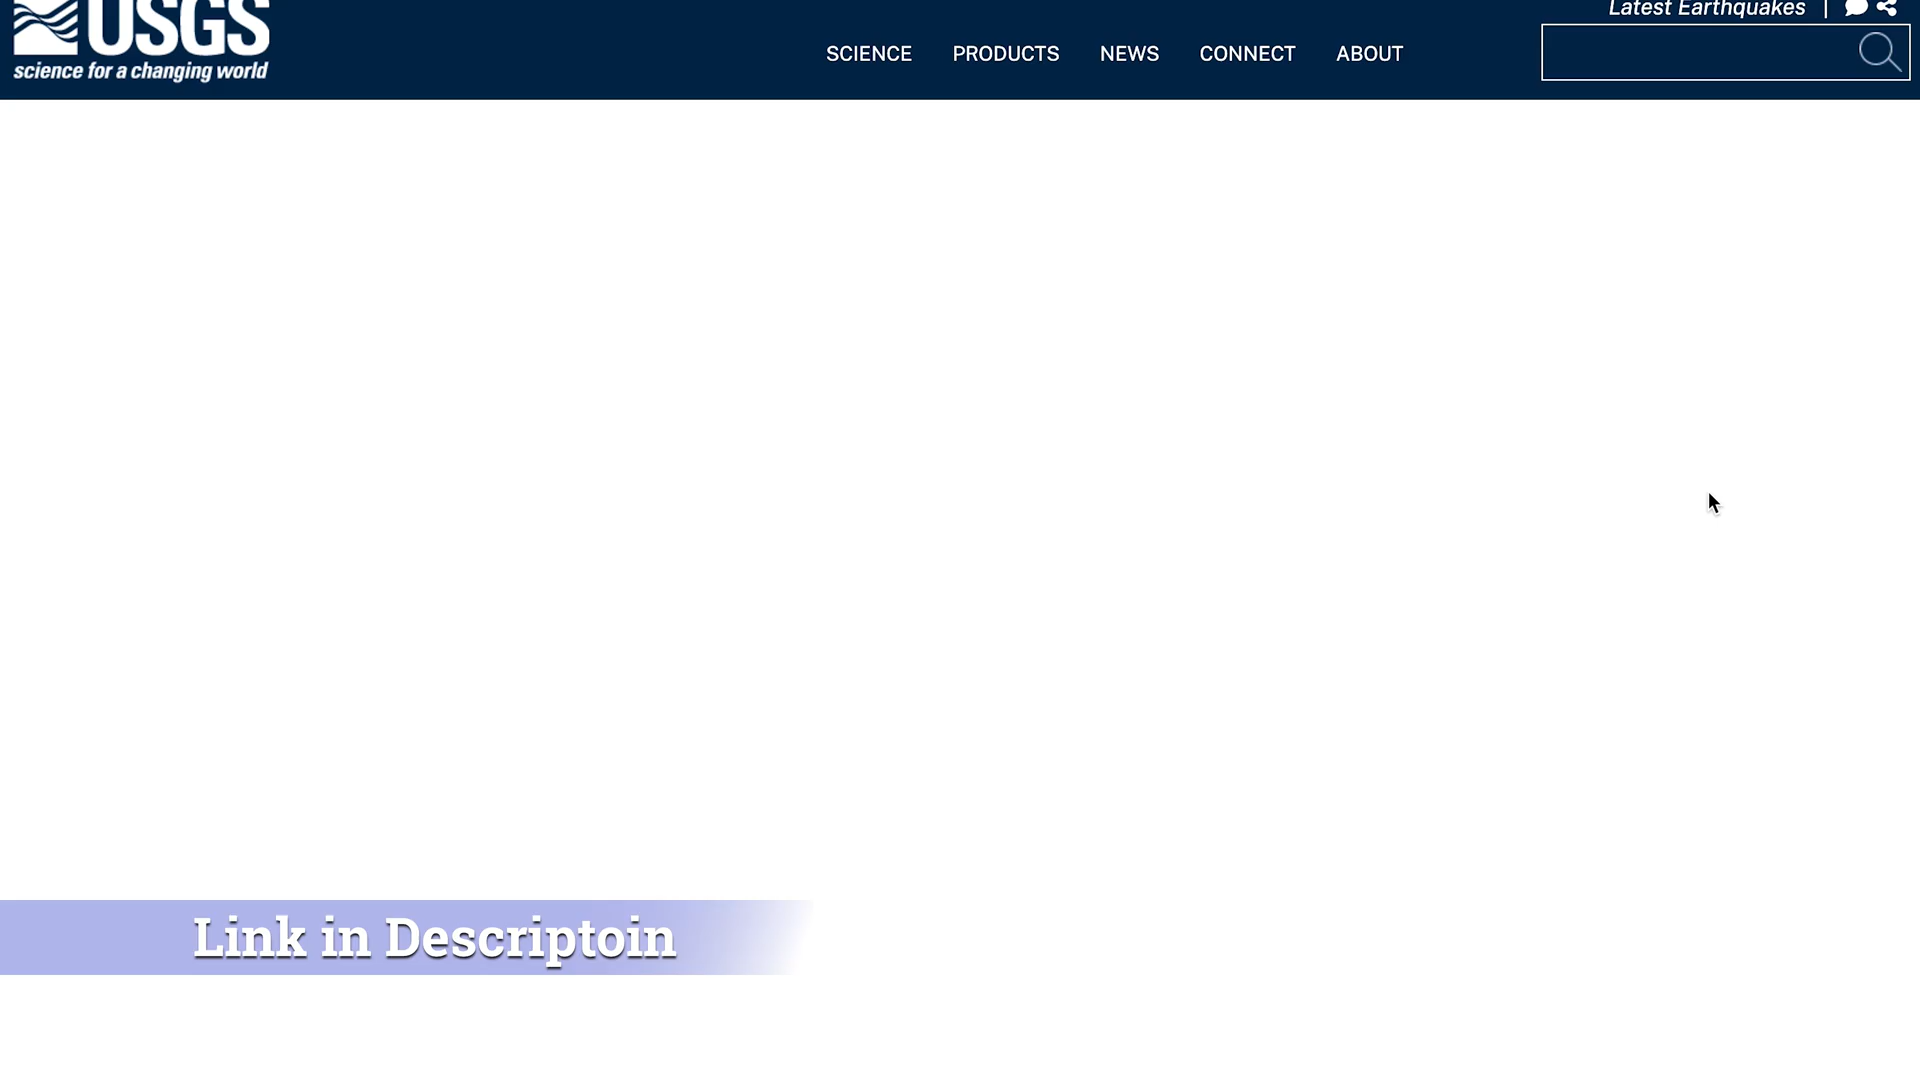 USGS
science for a changing world
Latest Earthquakes |
SCIENCE PRODUCTS NEWS CONNECT ABOUT
Link in Descriptoin